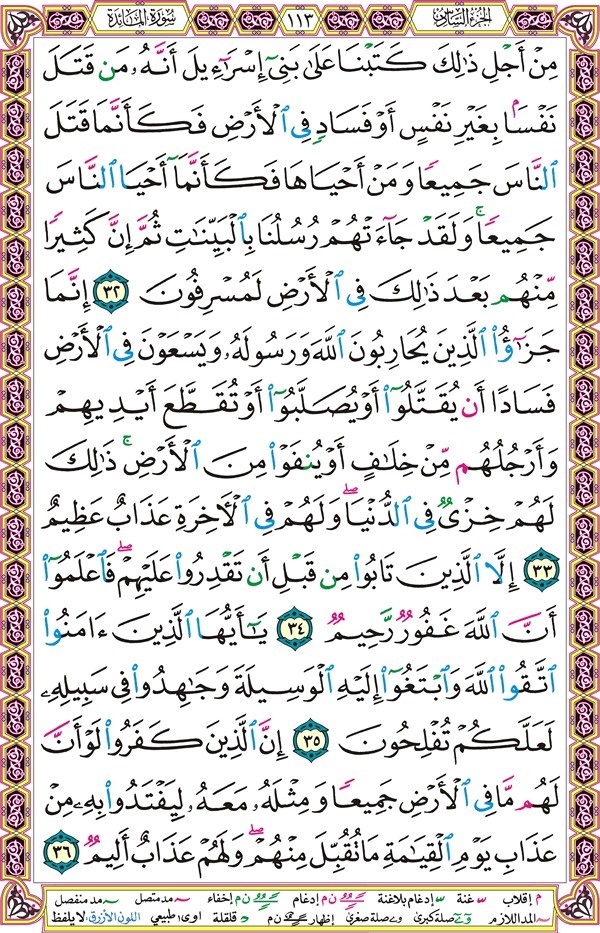 الجزء السادس
١١٣
سورة المائدة
مِنْ أَجْلِ ذَٰلِكَ كَتَبْنَا عَلَىٰ بَنِىٓ إِسْرَٰٓءِيلَ أَنَّهُۥ مَن قَتَلَ
نَفْسًۢا بِغَيْرِ نَفْسٍ أَوْ فَسَادٍ فِى ٱلْأَرْضِ فَكَأَنَّمَا قَتَلَ
ٱلنَّاسَ جَمِيعًا وَمَنْ أَحْيَاهَا فَكَأَنَّمَآ أَحْيَا ٱلنَّاسَ
جَمِيعًا ۚ وَلَقَدْ جَآءَتْهُمْ رُسُلُنَا بِٱلْبَيِّنَٰتِ ثُمَّ إِنَّ كَثِيرًا
مِّنْهُم بَعْدَ ذَٰلِكَ فِى ٱلْأَرْضِ لَمُسْرِفُونَ ٣٢ إِنَّمَا
جَزَٰٓؤُا۟ ٱلَّذِينَ يُحَارِبُونَ ٱللَّهَ وَرَسُولَهُۥ وَيَسْعَوْنَ فِى ٱلْأَرْضِ
فَسَادًا أَن يُقَتَّلُوٓا۟ أَوْ يُصَلَّبُوٓا۟ أَوْ تُقَطَّعَ أَيْدِيهِمْ
وَأَرْجُلُهُم مِّنْ خِلَٰفٍ أَوْ يُنفَوْا۟ مِنَ ٱلْأَرْضِ ۚ ذَٰلِكَ
لَهُمْ خِزْىٌ فِى ٱلدُّنْيَا ۖ وَلَهُمْ فِى ٱلْءَاخِرَةِ عَذَابٌ عَظِيمٌ
٣٣ إِلَّا ٱلَّذِينَ تَابُوا۟ مِن قَبْلِ أَن تَقْدِرُوا۟ عَلَيْهِمْ ۖ فَٱعْلَمُوٓا۟
أَنَّ ٱللَّهَ غَفُورٌ رَّحِيمٌ ٣٤ يَٰٓأَيُّهَا ٱلَّذِينَ ءَامَنُوا۟
ٱتَّقُوا۟ ٱللَّهَ وَٱبْتَغُوٓا۟ إِلَيْهِ ٱلْوَسِيلَةَ وَجَٰهِدُوا۟ فِى سَبِيلِهِۦ
لَعَلَّكُمْ تُفْلِحُونَ ٣٥ إِنَّ ٱلَّذِينَ كَفَرُوا۟ لَوْ أَنَّ
لَهُم مَّا فِى ٱلْأَرْضِ جَمِيعًا وَمِثْلَهُۥ مَعَهُۥ لِيَفْتَدُوا۟ بِهِۦ مِنْ
عَذَابِ يَوْمِ ٱلْقِيَٰمَةِ مَا تُقُبِّلَ مِنْهُمْ ۖ وَلَهُمْ عَذَابٌ أَلِيمٌ ٣٦
م إقلاب غنة إدغام بلاغنة ن م إدغام ن م إخفاء مد متصل مد منفصل
المد اللازم صلة كبرى صلة صغرى إظهار ن م قلقلة اوى طبيعي اللون الأزرق: لا يلفظ